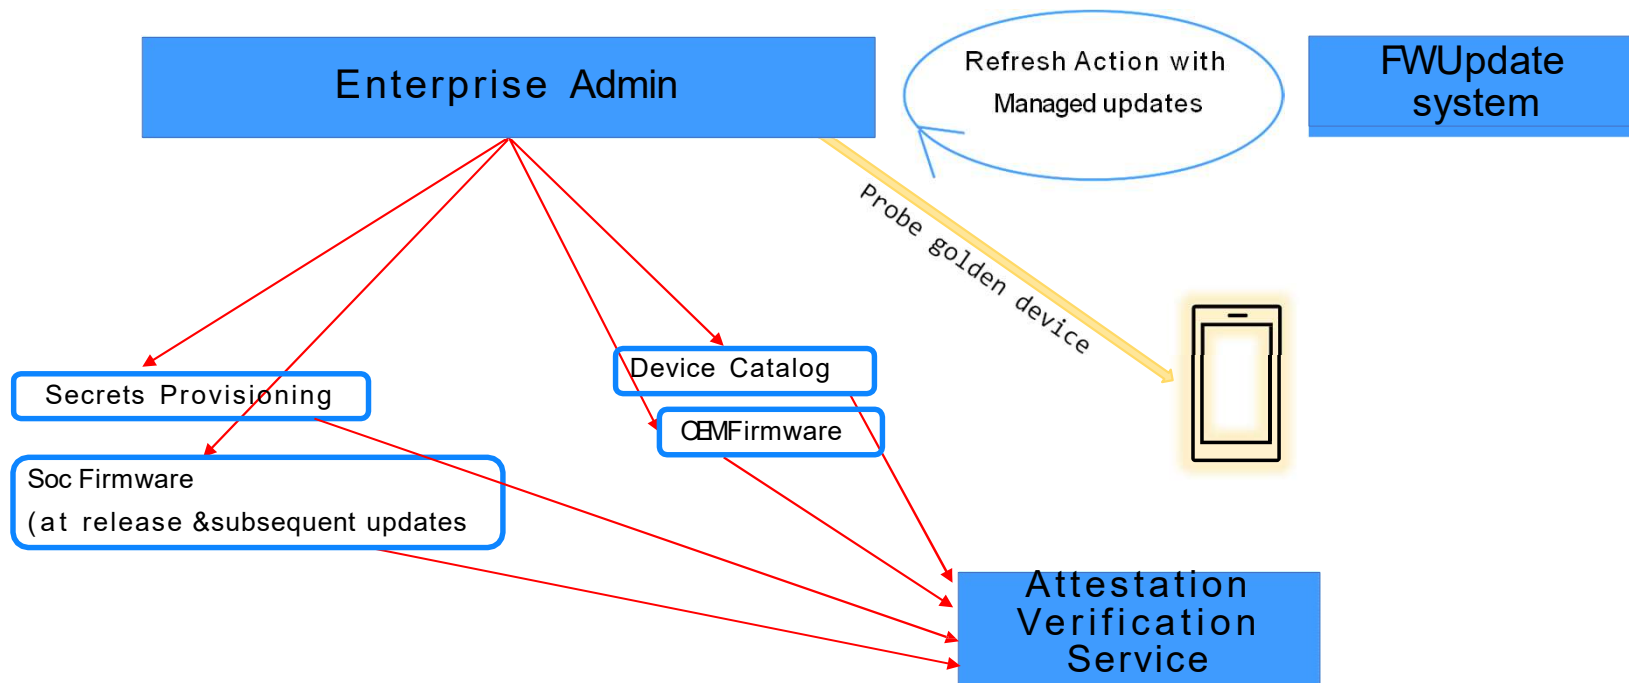 Enterprise Admin
Refresh Action with
Managed updates
FWUpdate
system
Probe golden device
Device Catalog
Secrets Provisioning
OEMFirmware
Soc Firmware
(at release &subsequent updates
Attestation
Verification
Service